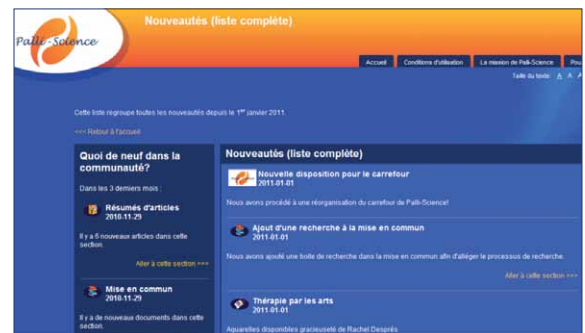 Nouveautés (liste complète)
Palli-Science
Accueil Conditions d'utilisation La mission de Palli-Science Pou
Taille du texte: A A A
Cette liste regroupe toutes les nouveautés depuis le 1er janvier 2011.
<<< Retour à l'accueil
Quoi de neuf dans la
communauté?
Dans les 3 derniers mois :
Résumés d'articles
2010-11-29
Il y a 6 nouveaux articles dans cette
section.
Aller à cette section >>>
Mise en commun
2010-11-29
Il y a de nouveaux documents dans cette
section.
Nouveautés (liste complète)
Nouvelle disposition pour le carrefour
2011-01-01
Nous avons procédé à une réorganisation du carrefour de Palli-Science!
Ajout d'une recherche à la mise en commun
2011-01-01
Nous avons ajouté une boite de recherche dans la mise en commun afin d'alléger le processus de recherche.
Aller à cette section >>>
Thérapie par les arts
2011-01-01
Aquarelles disponibles gracieuseté de Rachel Després